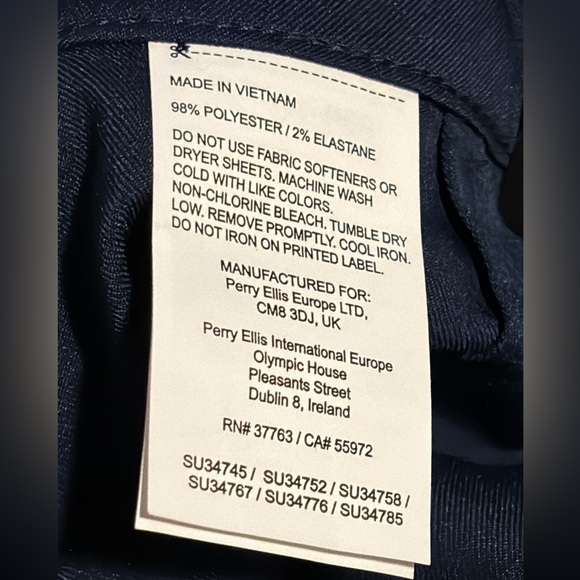 MADE IN VIETNAM
98% POLYESTER / 2% ELASTANE
DO NOT USE FABRIC SOFTENERS OR
DRYER SHEETS. MACHINE WASH
COLD WITH LIKE COLORS.
NON-CHLORINE BLEACH. TUMBLE DRY
LOW. REMOVE PROMPTLY. COOL IRON.
DO NOT IRON ON PRINTED LABEL.
MANUFACTURED FOR:
Perry Ellis Europe LTD,
CM8 3DJ, UK
Perry Ellis International Europe
Olympic House
Pleasants Street
Dublin 8, Ireland
RN# 37763 / CA# 55972
SU34745 / SU34752 / SU34758 /
SU34767 / SU34776 / SU34785